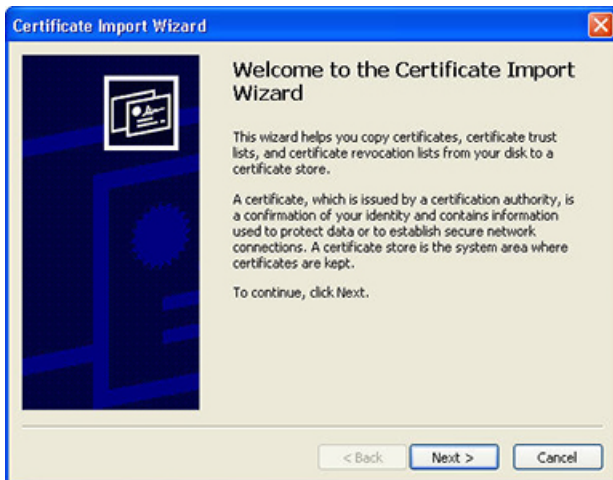 Certificate Import Wizard
Welcome to the Certificate Import
Wizard
This wizard helps you copy certificates, certificate trust
lists, and certificate revocation lists from your disk to a
certificate store.
A certificate, which is issued by a certification authority, is
a confirmation of your identity and contains information
used to protect data or to establish secure network
connections. A certificate store is the system area where
certificates are kept.
To continue, click Next.
< Back Next > Cancel